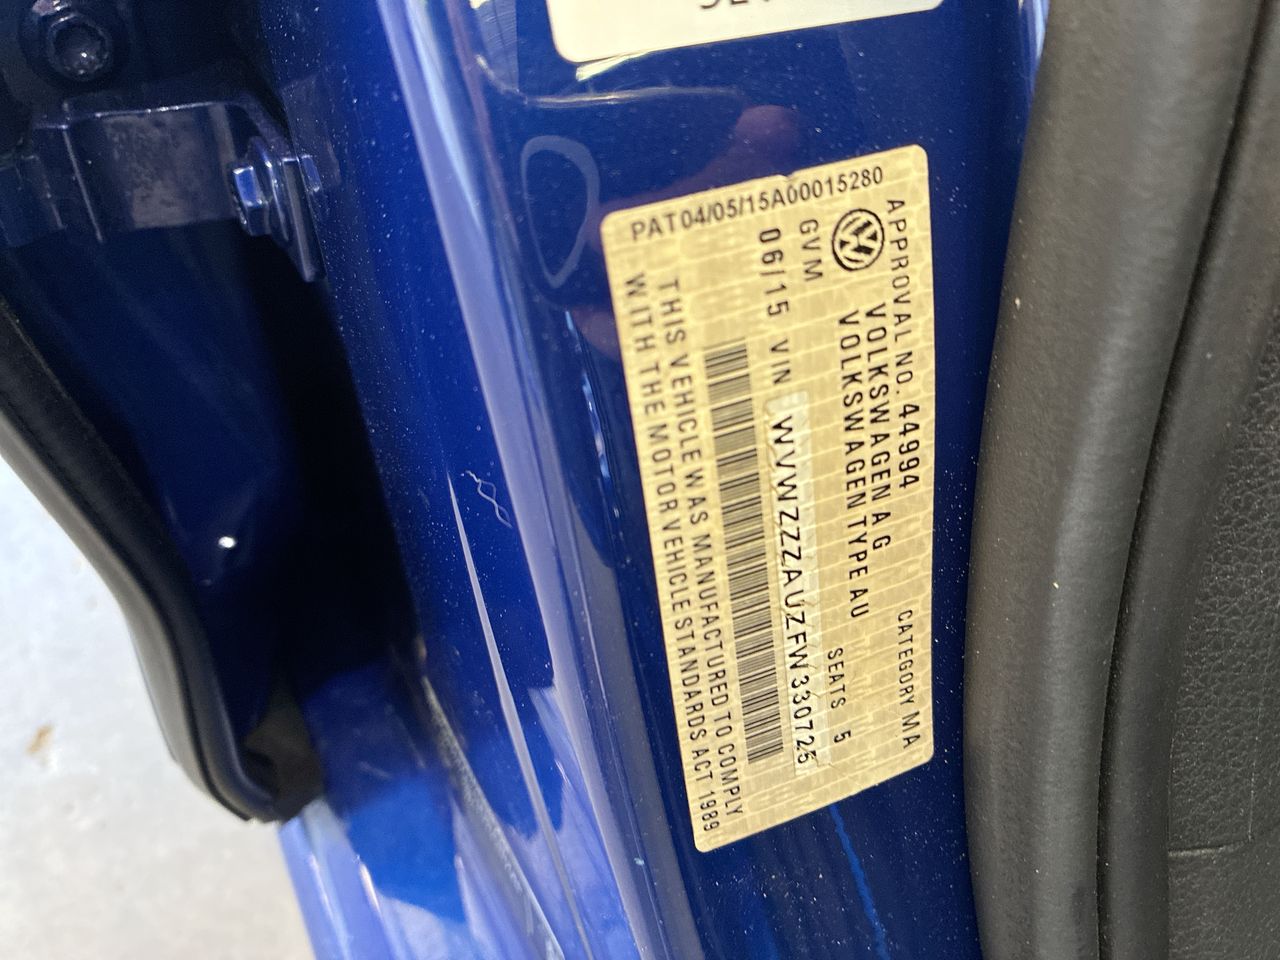 PAT04/05/15A00015280
APPROVAL NO. 44994 CATEGORY MA
VOLKSWAGEN AG
VOLKSWAGEN TYPE AU
GVM SEATS 5
06/15 VIN WVWZZZAUZFW330725
THIS VEHICLE WAS MANUFACTURED TO COMPLY
WITH THE MOTOR VEHICLE STANDARDS ACT 1989